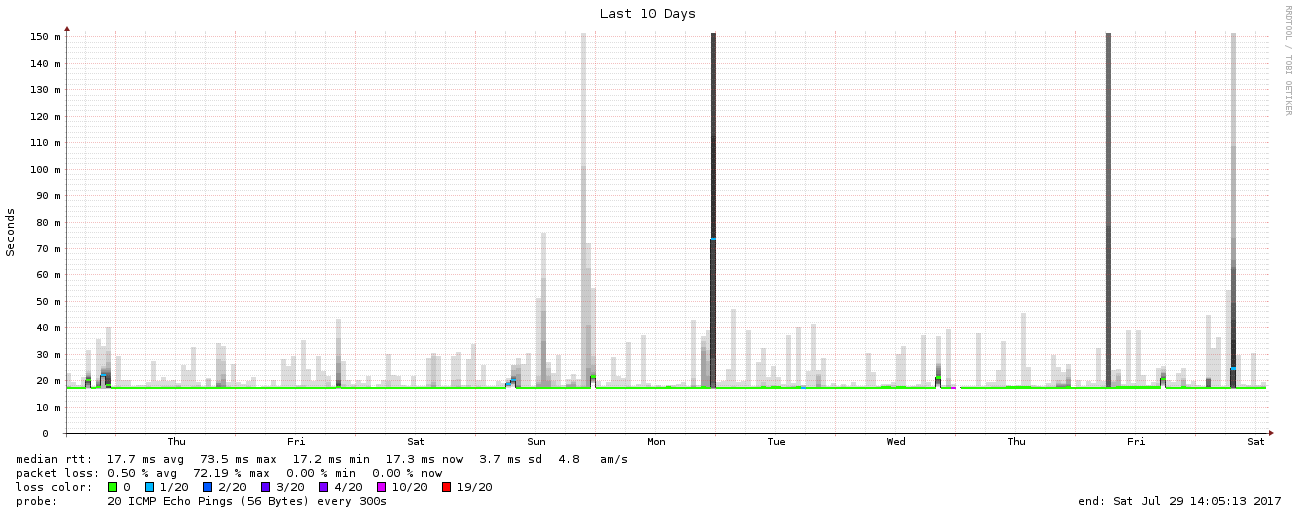 Last 10 Days
RRDTOOL / TOBI OETIKER
Seconds
150 m
140 m
130 m
120 m
110 m
100 m
90 m
80 m
70 m
60 m
50 m
40 m
30 m
20 m
10 m
0
Thu Fri Sat Sun Mon Tue Wed Thu Fri Sat
median rtt: 17.7 ms avg 73.5 ms max 17.2 ms min 17.3 ms now 3.7 ms sd 4.8 am/s
packet loss: 0.50 % avg 72.19 % max 0.00 % min 0.00 % now
loss color: 0 1/20 2/20 3/20 4/20 10/20 19/20
probe: 20 ICMP Echo Pings (56 Bytes) every 300s end: Sat Jul 29 14:05:13 2017